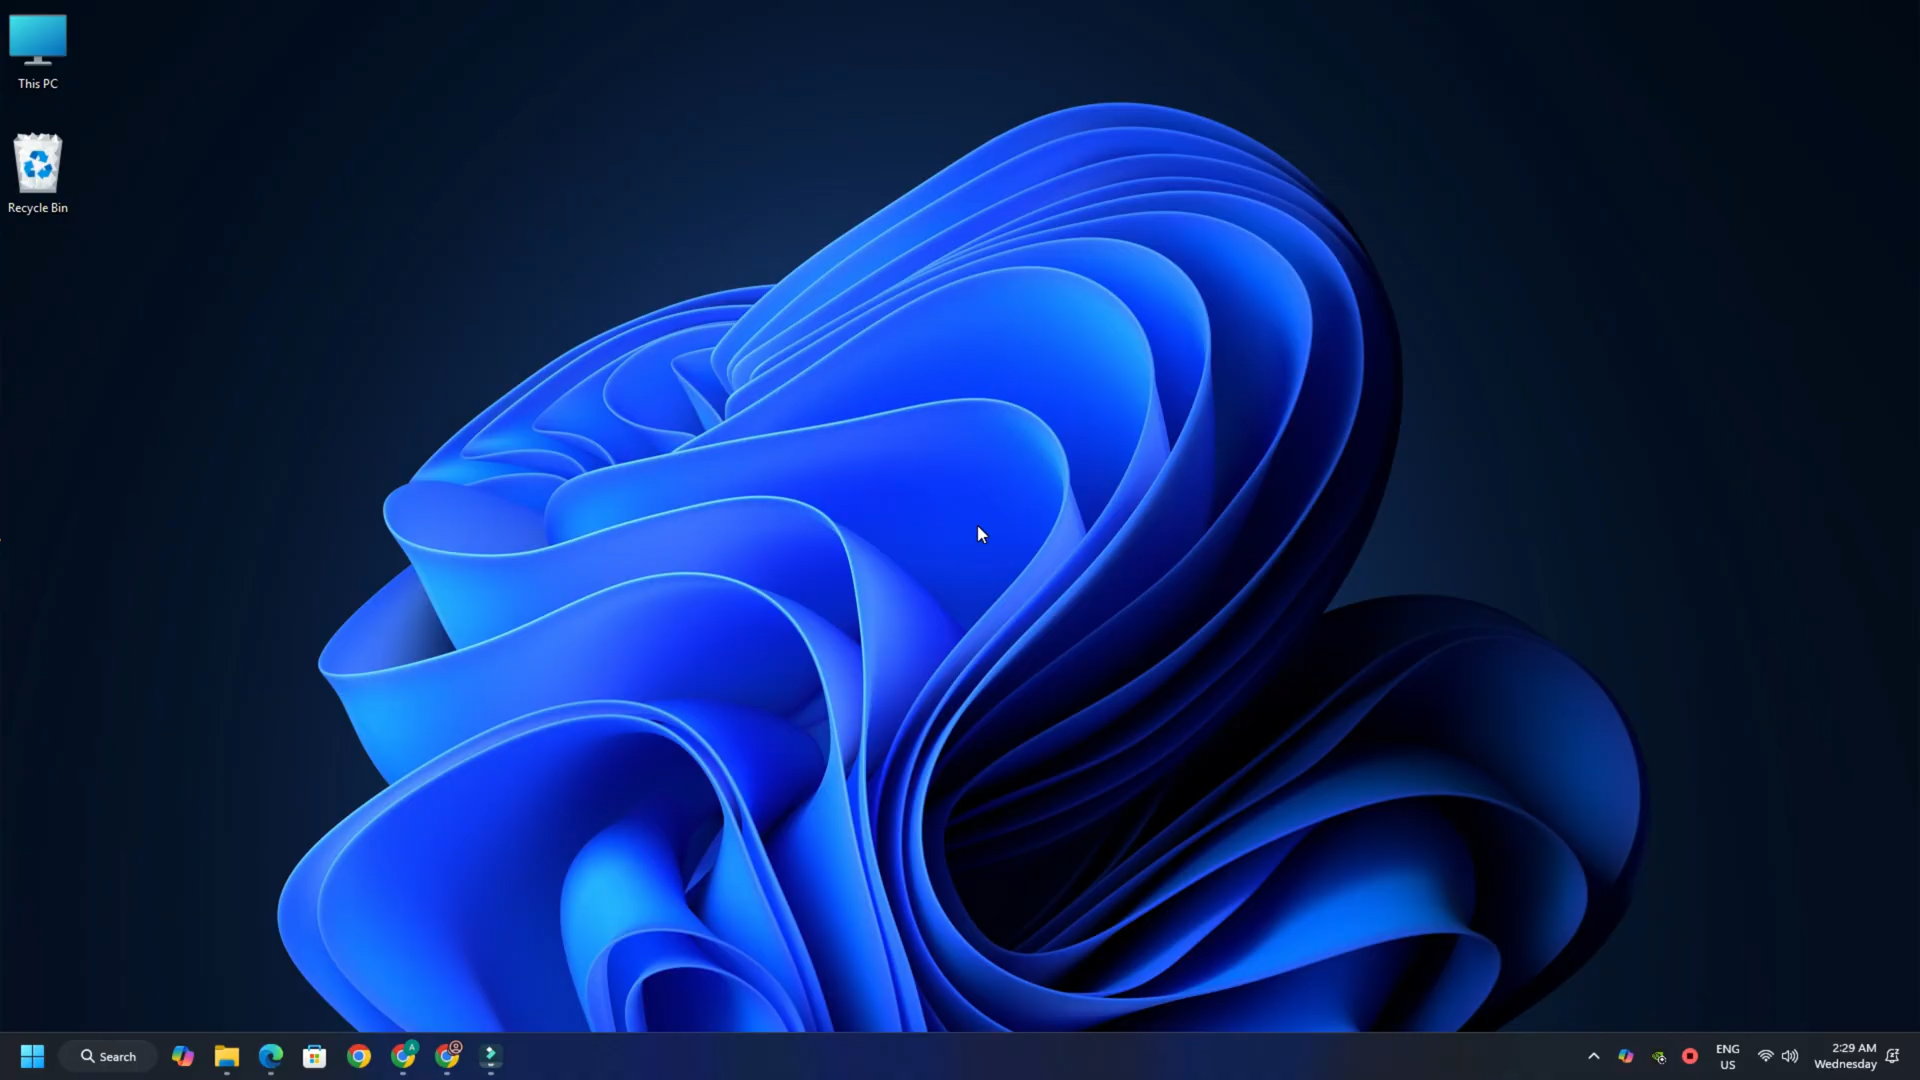 This PC
Recycle Bin
Search
A
ENG
US
2:29 AM
Wednesday